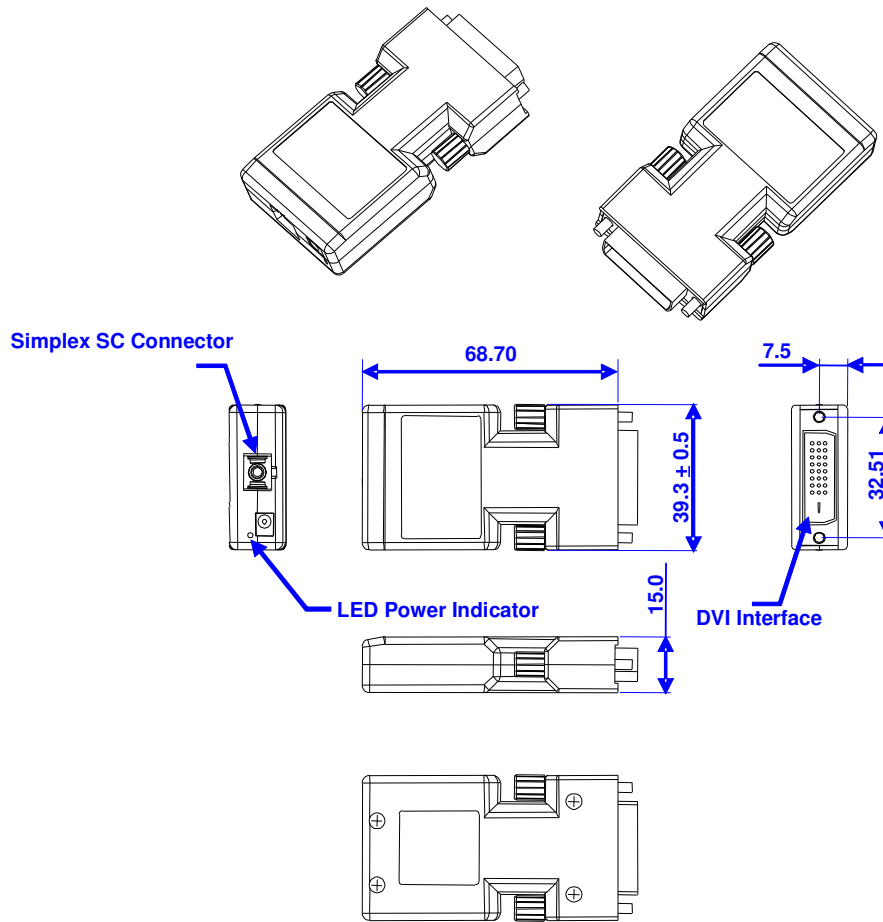 Simplex SC Connector
68.70
7.5
39.3 ± 0.5
32.51
15.0
LED Power Indicator
DVI Interface